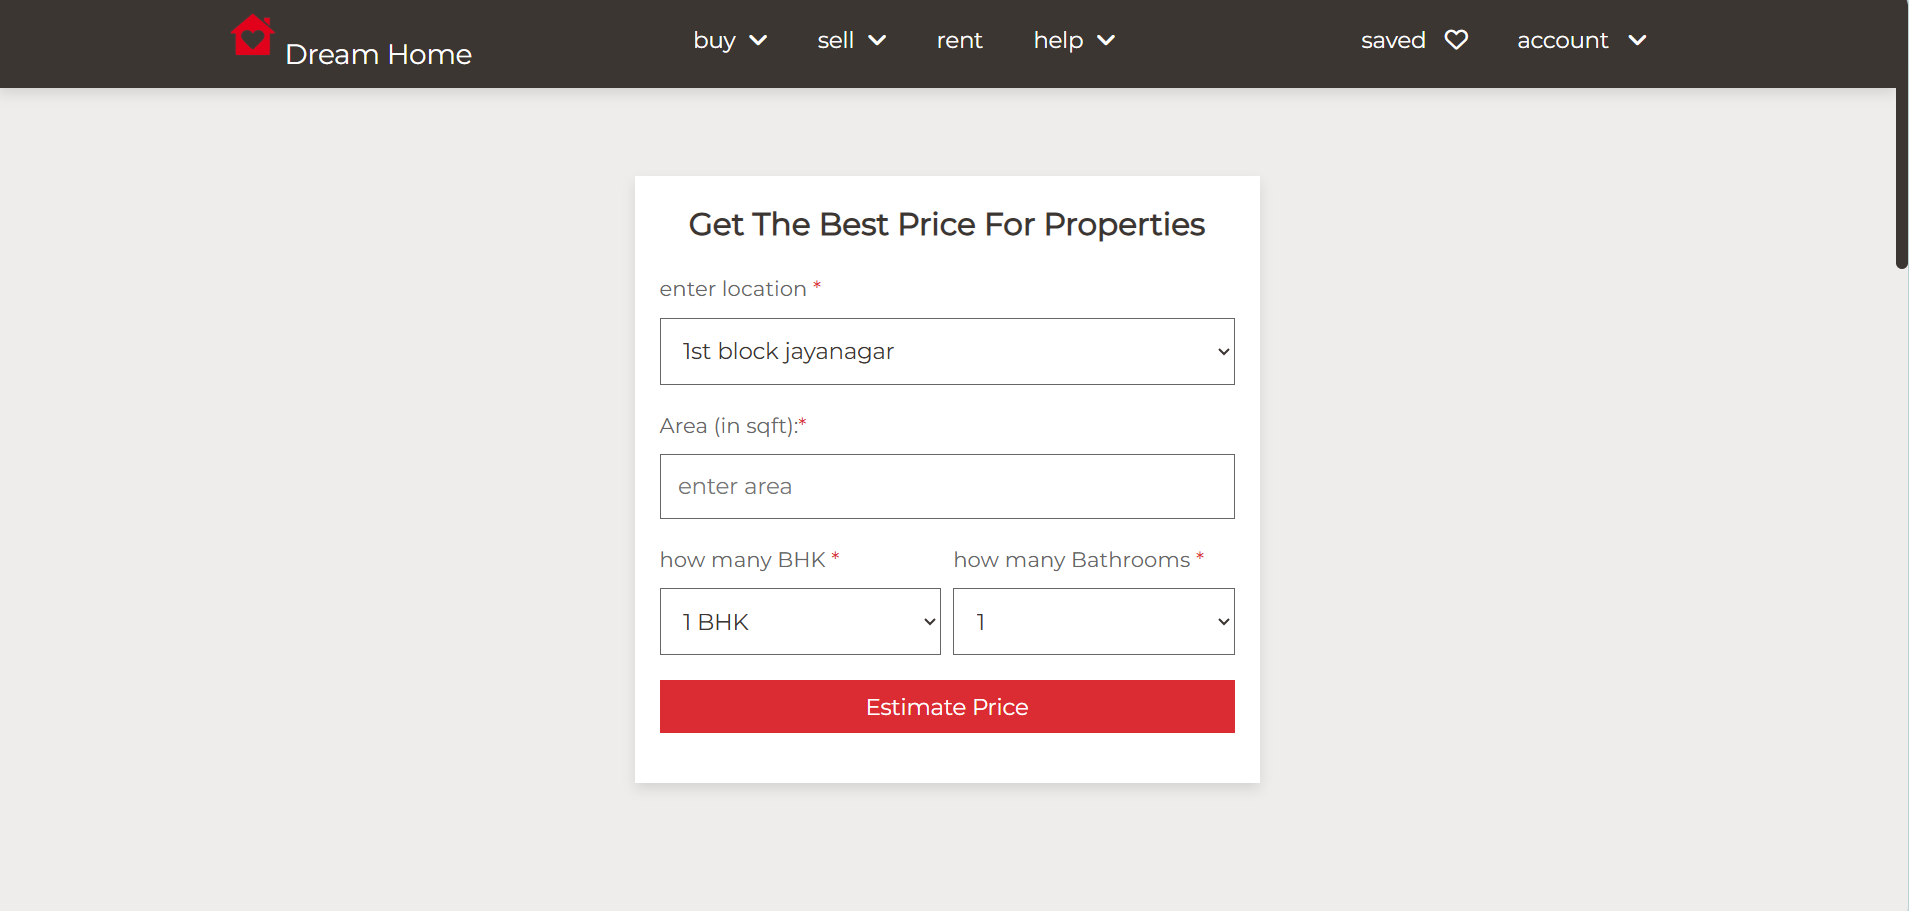 Dream Home
buy
sell
rent
help
saved
account
Get The Best Price For Properties
enter location *
1st block jayanagar
Area (in sqft):*
enter area
how many BHK *
how many Bathrooms *
1 BHK
1
Estimate Price